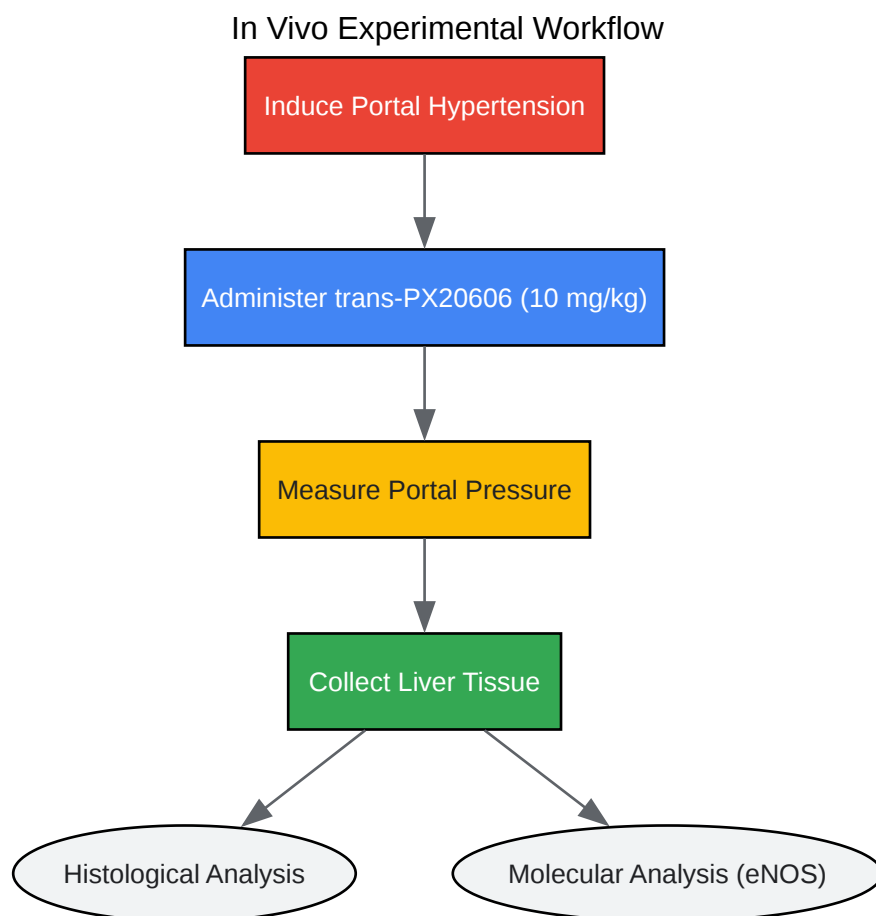 In Vivo Experimental Workflow
Induce Portal Hypertension
Administer trans-PX20606 (10 mg/kg)
Measure Portal Pressure
Collect Liver Tissue
Histological Analysis
Molecular Analysis (eNOS)